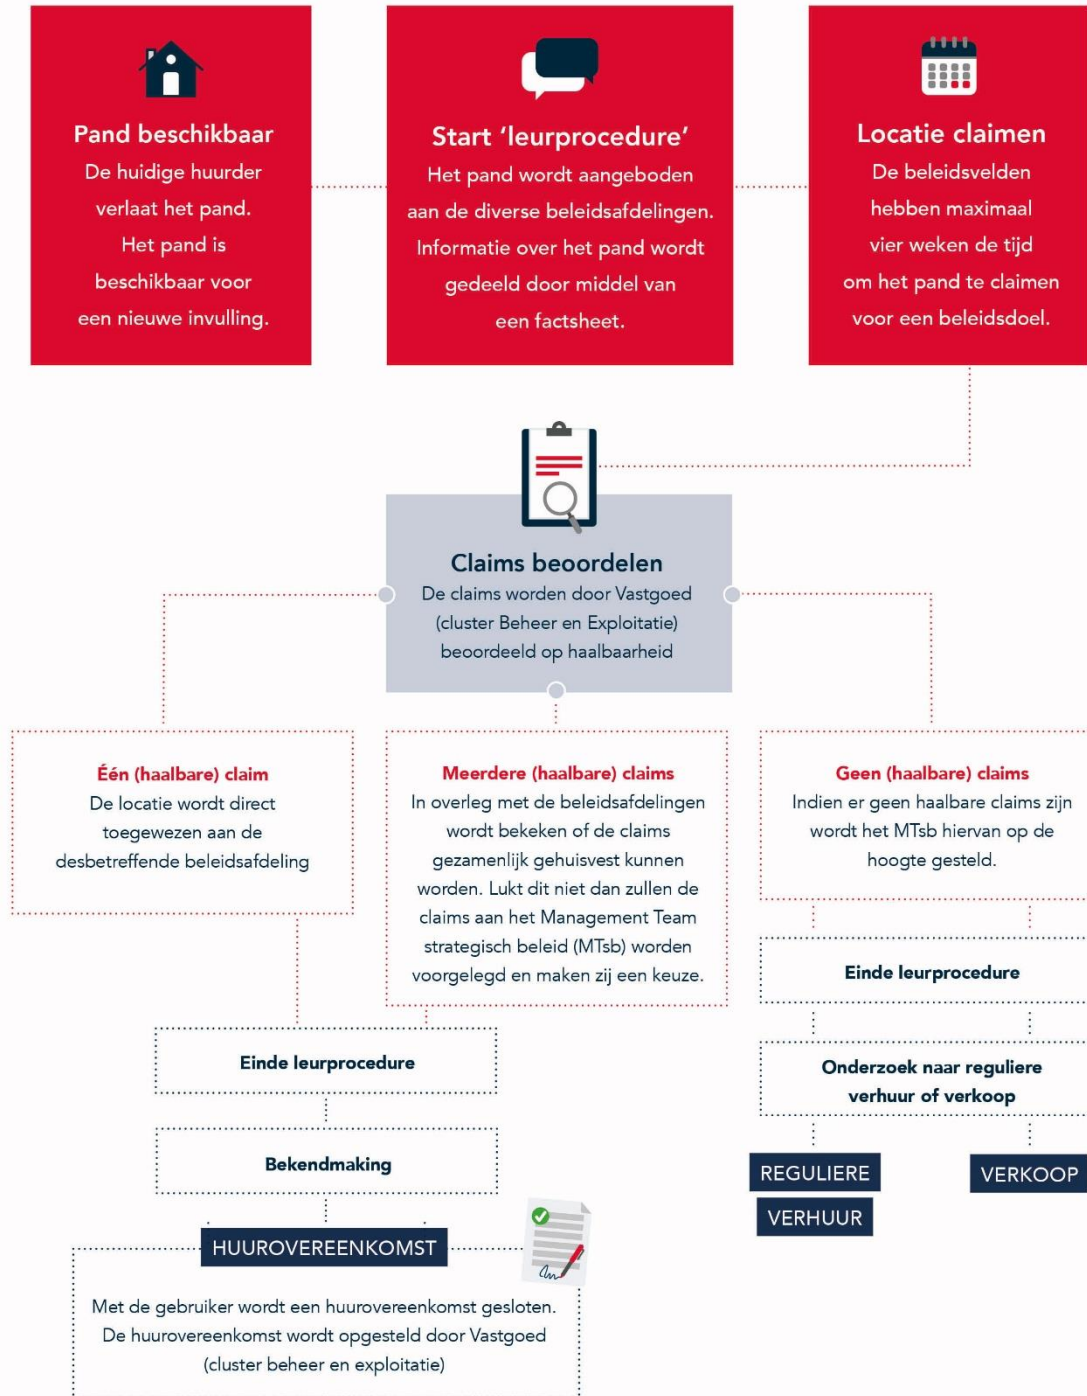 Pand beschikbaar
De huidige huurder
verlaat het pand.
Het pand is
beschikbaar voor
een nieuwe invulling.
Start ‘leurprocedure’
Het pand wordt aangeboden
aan de diverse beleidsafdelingen.
Informatie over het pand wordt
gedeeld door middel van
een factsheet.
Locatie claimen
De beleidsvelden
hebben maximaal
vier weken de tijd
om het pand te claimen
voor een beleidsdoel.
Claims beoordelen
De claims worden door Vastgoed
(cluster Beheer en Exploitatie)
beoordeeld op haalbaarheid
Één (haalbare) claim
De locatie wordt direct
toegewezen aan de
desbetreffende beleidsafdeling
Meerdere (haalbare) claims
In overleg met de beleidsafdelingen
wordt bekeken of de claims
gezamenlijk gehuisvest kunnen
worden. Lukt dit niet dan zullen de
claims aan het Management Team
strategisch beleid (MTsb) worden
voorgelegd en maken zij een keuze.
Geen (haalbare) claims
Indien er geen haalbare claims zijn
wordt het MTsb hiervan op de
hoogte gesteld.
Einde leurprocedure
Bekendmaking
HUUROVEREENKOMST
Met de gebruiker wordt een huurovereenkomst gesloten.
De huurovereenkomst wordt opgesteld door Vastgoed
(cluster beheer en exploitatie)
Einde leurprocedure
Onderzoek naar reguliere
verhuur of verkoop
REGULIERE
VERHUUR
VERKOOP